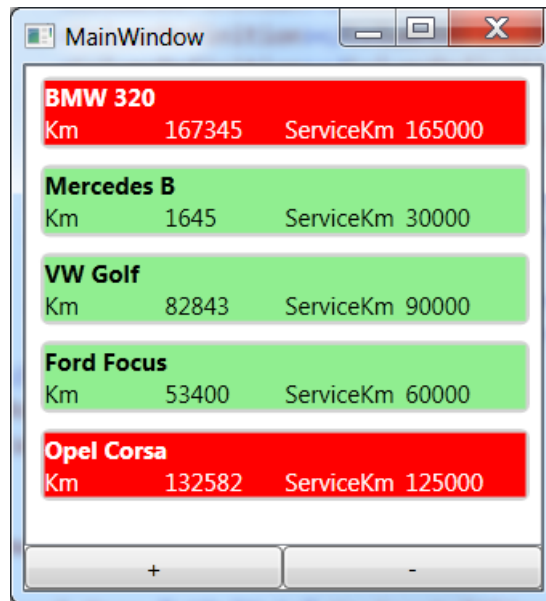 MainWindow
BMW 320
Km 167345 ServiceKm 165000
Mercedes B
Km 1645 ServiceKm 30000
VW Golf
Km 82843 ServiceKm 90000
Ford Focus
Km 53400 ServiceKm 60000
Opel Corsa
Km 132582 ServiceKm 125000
+ -